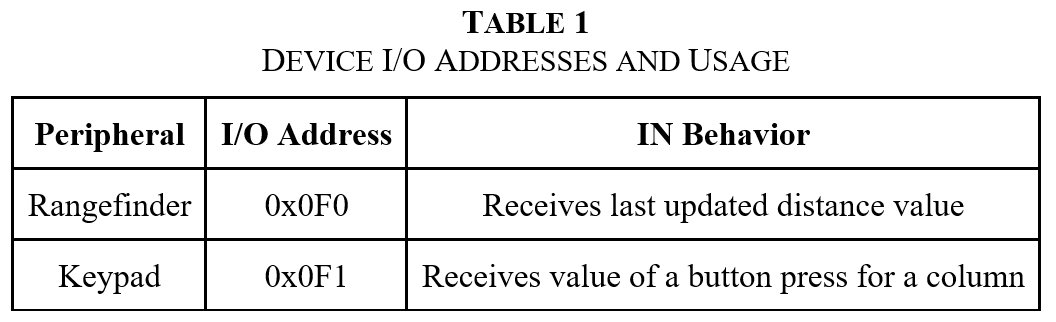 TABLE 1
DEVICE I/O ADDRESSES AND USAGE
Peripheral I/O Address IN Behavior
Rangefinder 0x0F0 Receives last updated distance value
Keypad 0x0F1 Receives value of a button press for a column